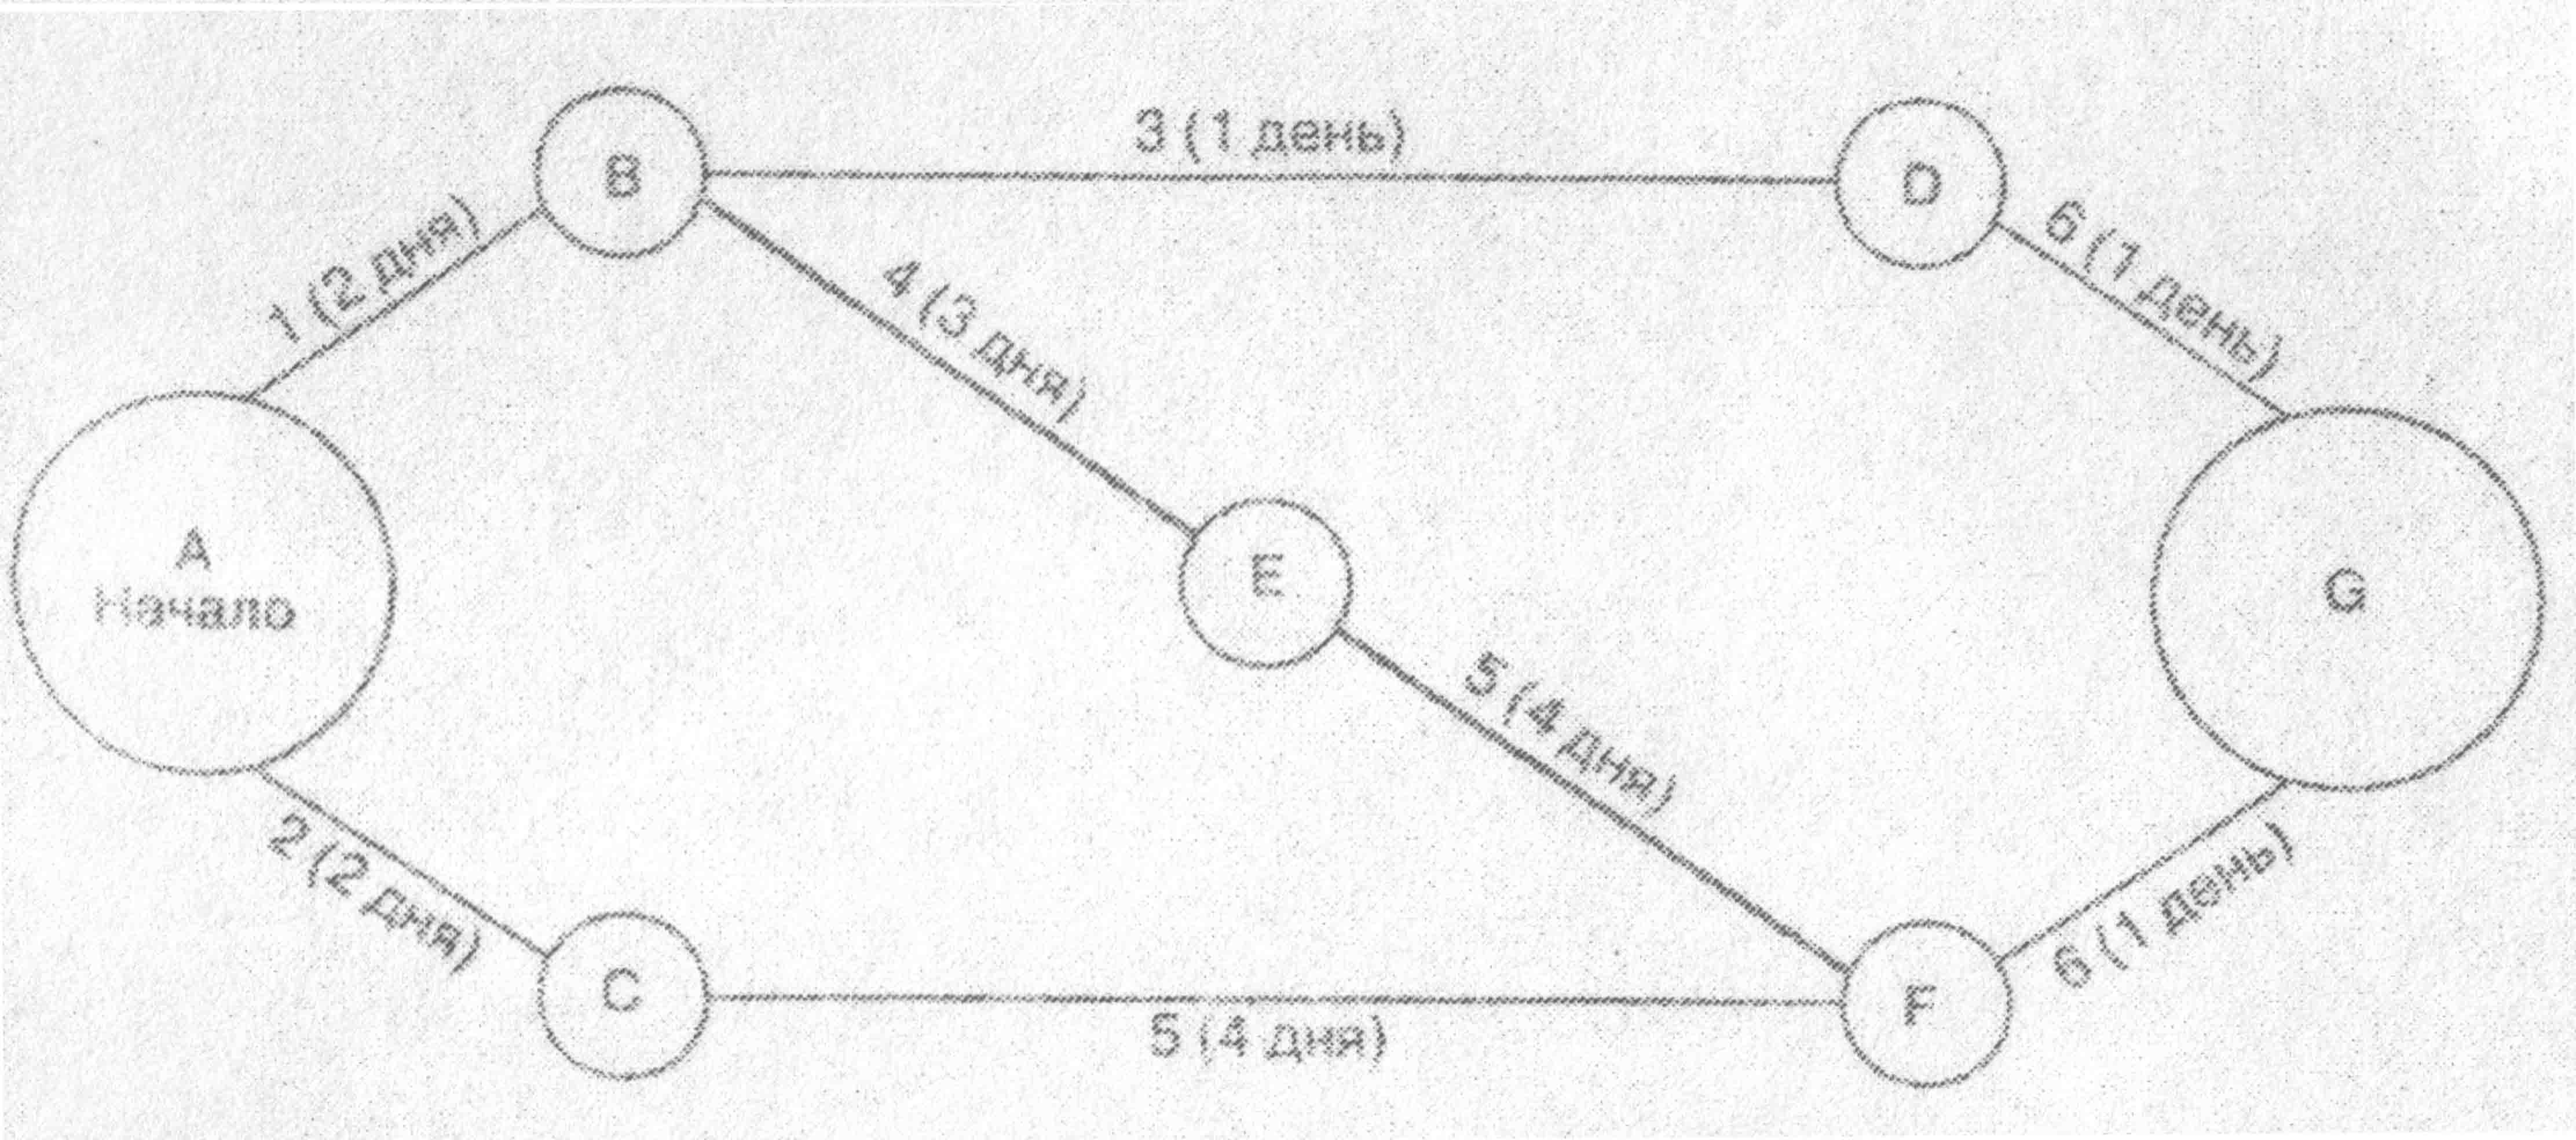 B
3 (1 день)
D
1 (2 дня)
4 (3 дня)
6 (1 день)
A
Начало
E
G
5 (4 дня)
2 (2 дня)
C
5 (4 дня)
F
6 (1 день)